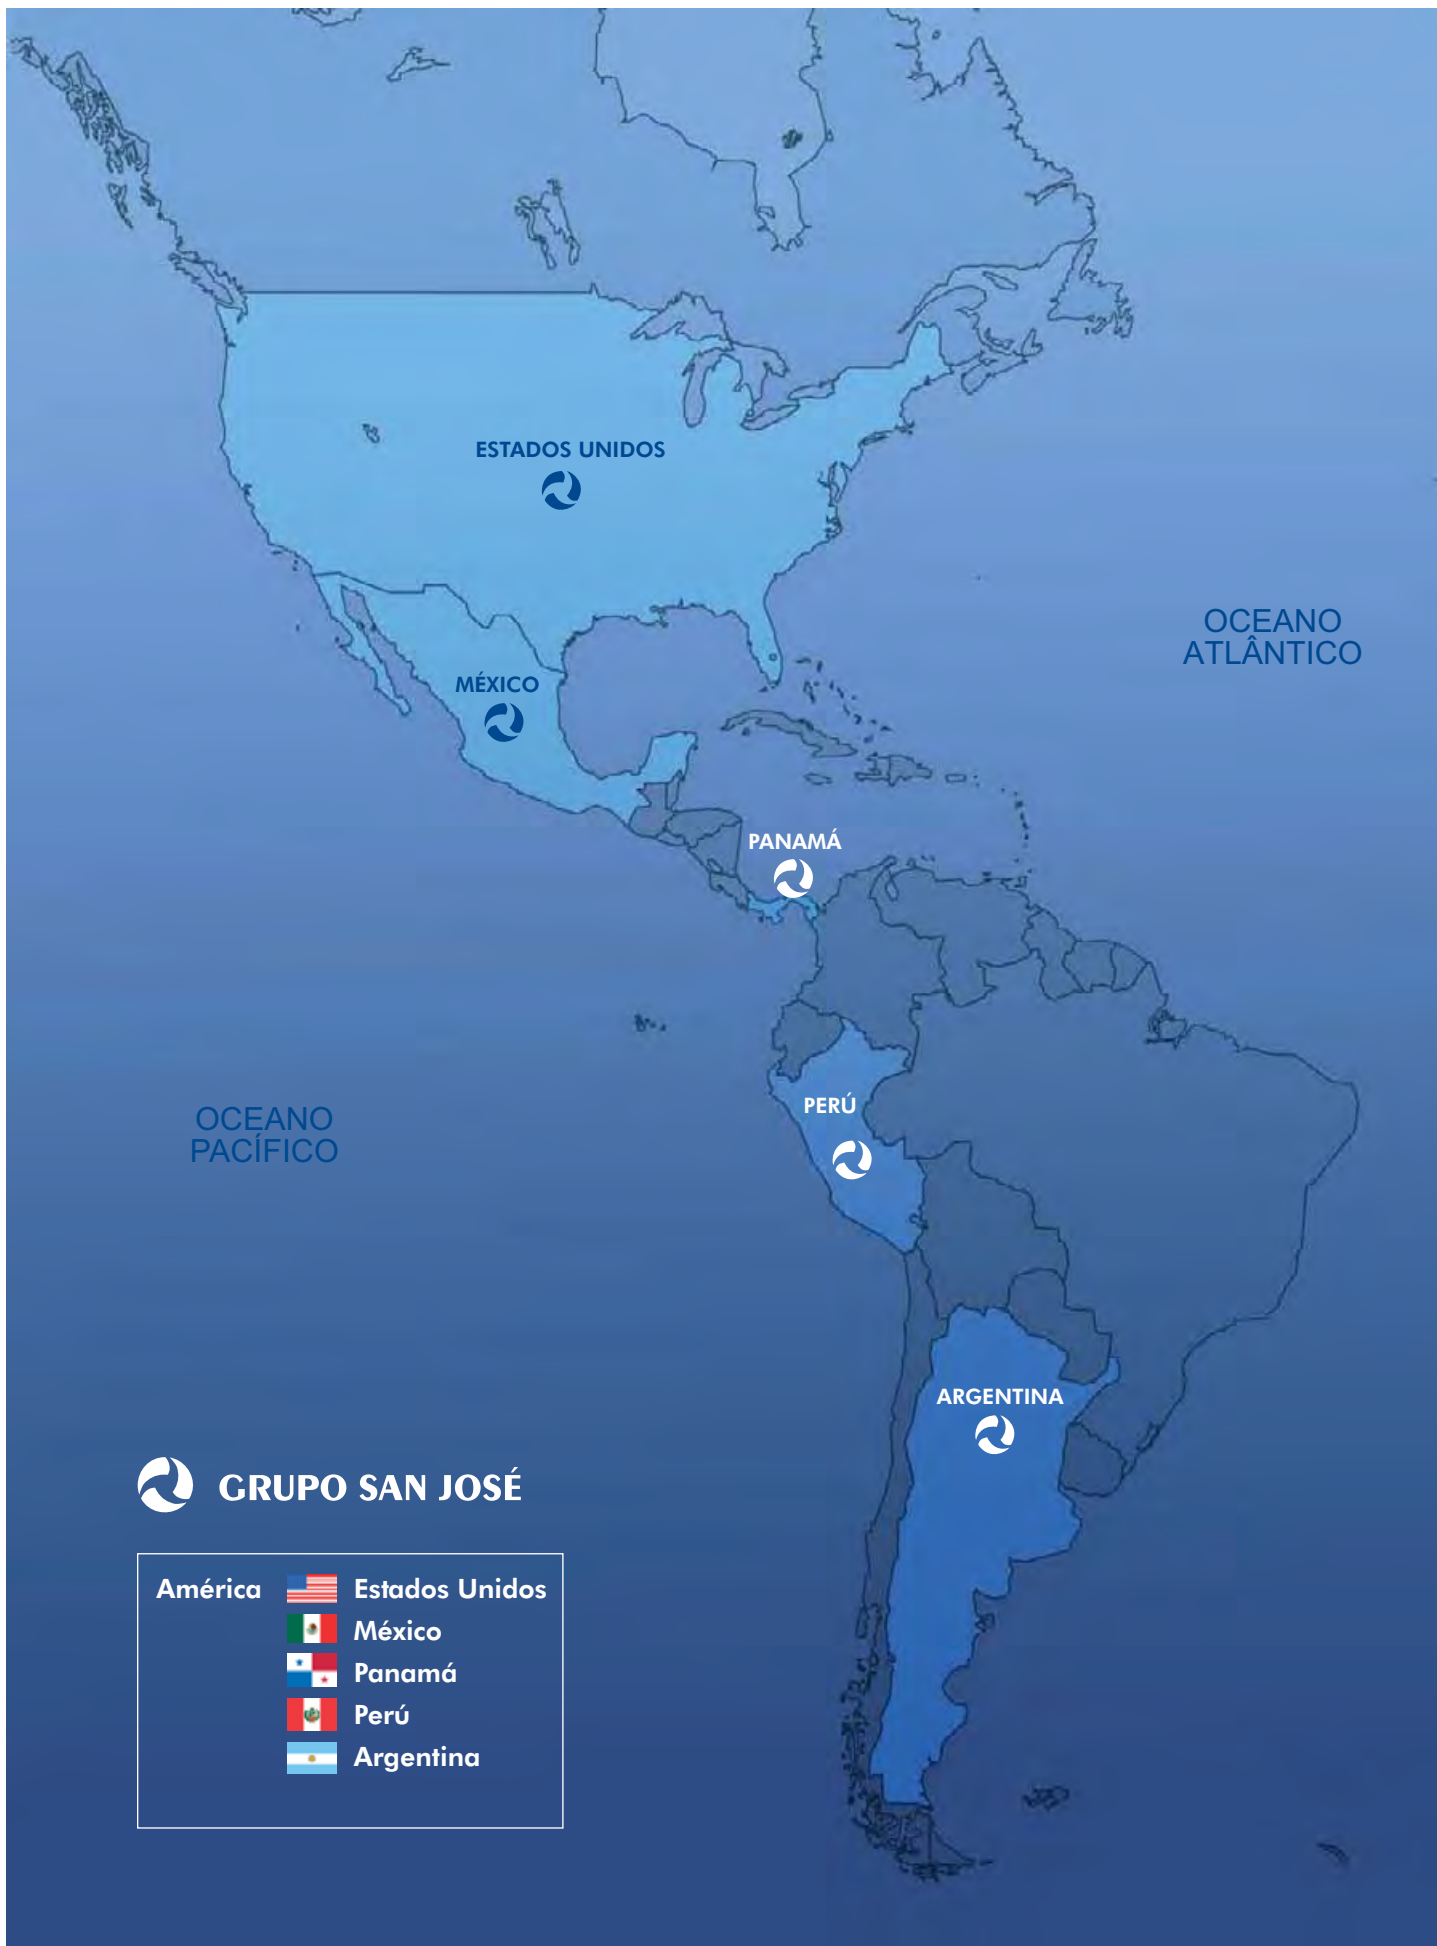 ESTADOS UNIDOS
OCEANO
ATLÂNTICO
MÉXICO
PANAMÁ
PERÚ
OCEANO
PACÍFICO
ARGENTINA
GRUPO SAN JOSÉ
América Estados Unidos
México
Panamá
Perú
Argentina